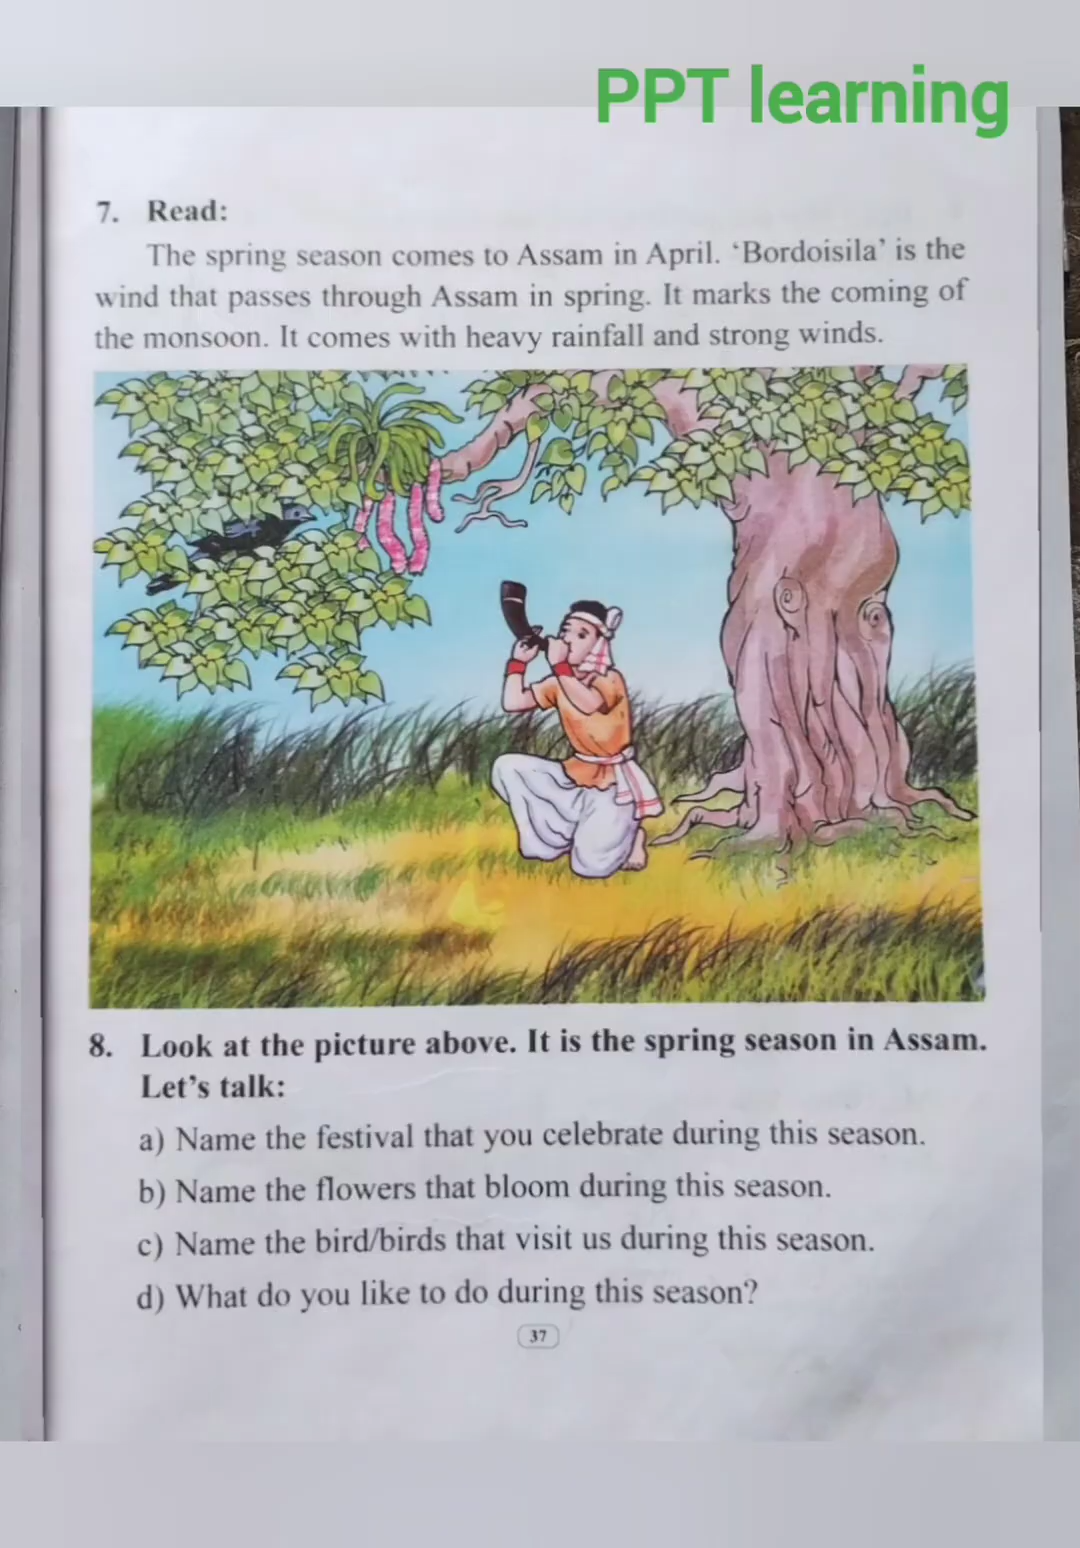 PPT learning
7. Read:
The spring season comes to Assam in April. ‘Bordoisila’ is the
wind that passes through Assam in spring. It marks the coming of
the monsoon. It comes with heavy rainfall and strong winds.
8. Look at the picture above. It is the spring season in Assam.
Let’s talk:
a) Name the festival that you celebrate during this season.
b) Name the flowers that bloom during this season.
c) Name the bird/birds that visit us during this season.
d) What do you like to do during this season?
37